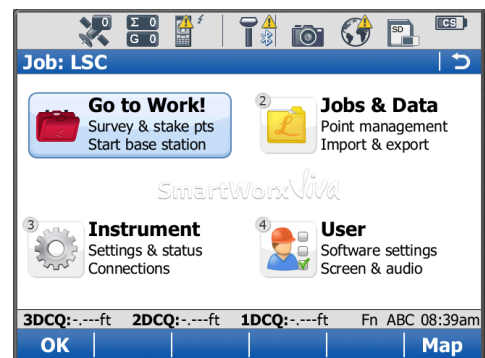 0 Σ 0
G 0
SD
CS
Job: LSC
Go to Work!
Survey & stake pts
Start base station
2
Jobs & Data
Point management
Import & export
SmartWorx Viva
3
Instrument
Settings & status
Connections
4
User
Software settings
Screen & audio
3DCQ:-.---ft 2DCQ:-.---ft 1DCQ:-.---ft Fn ABC 08:39am
OK Map